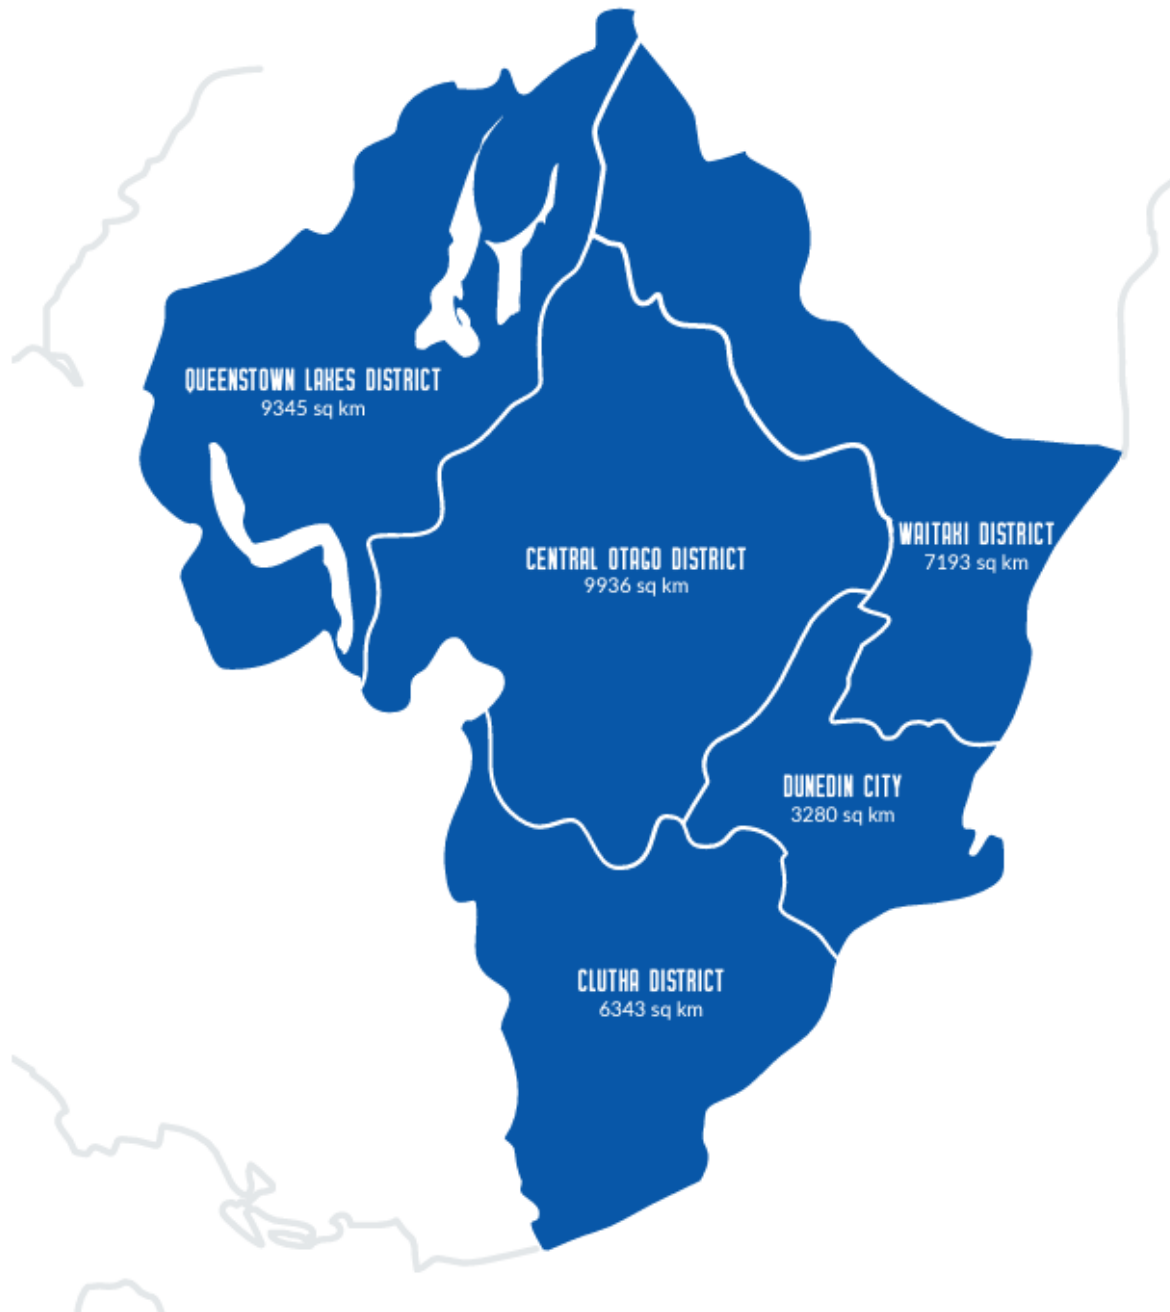 QUEENSTOWN LAKES DISTRICT
9345 sq km
WAITAKI DISTRICT
7193 sq km
CENTRAL OTAGO DISTRICT
9936 sq km
DUNEDIN CITY
3280 sq km
CLUTHA DISTRICT
6343 sq km